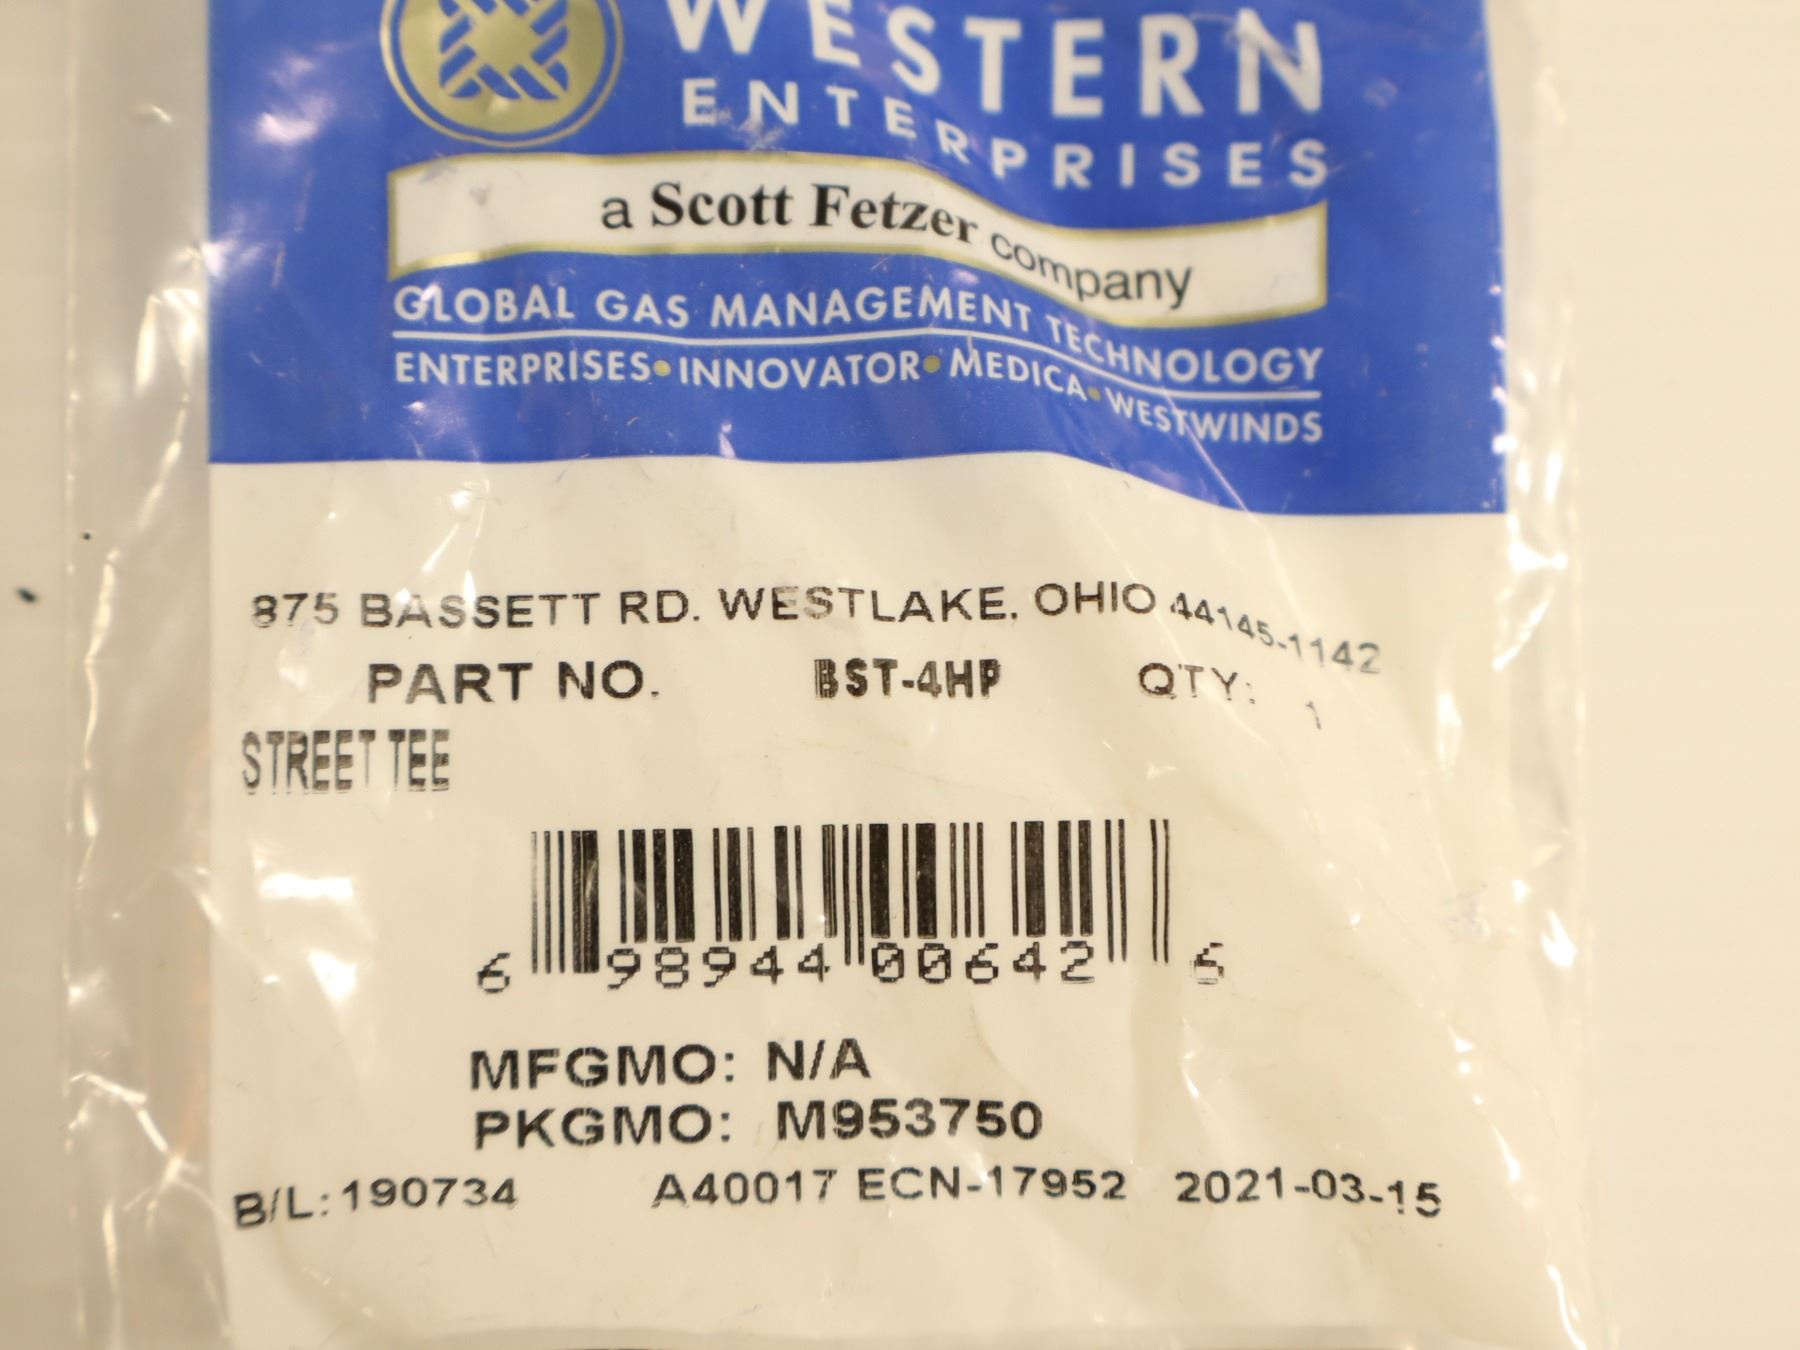 WESTERN
ENTERPRISES
a Scott Fetzer company
GLOBAL GAS MANAGEMENT TECHNOLOGY
ENTERPRISES•INNOVATOR•MEDICA•WESTWINDS
875 BASSETT RD. WESTLAKE, OHIO 44145-1142
PART NO. BST-4HP QTY: 1
STREET TEE
6 98944 00642 6
MFGMO: N/A
PKGMO: M953750
B/L: 190734 A40017 ECN-17952 2021-03-15